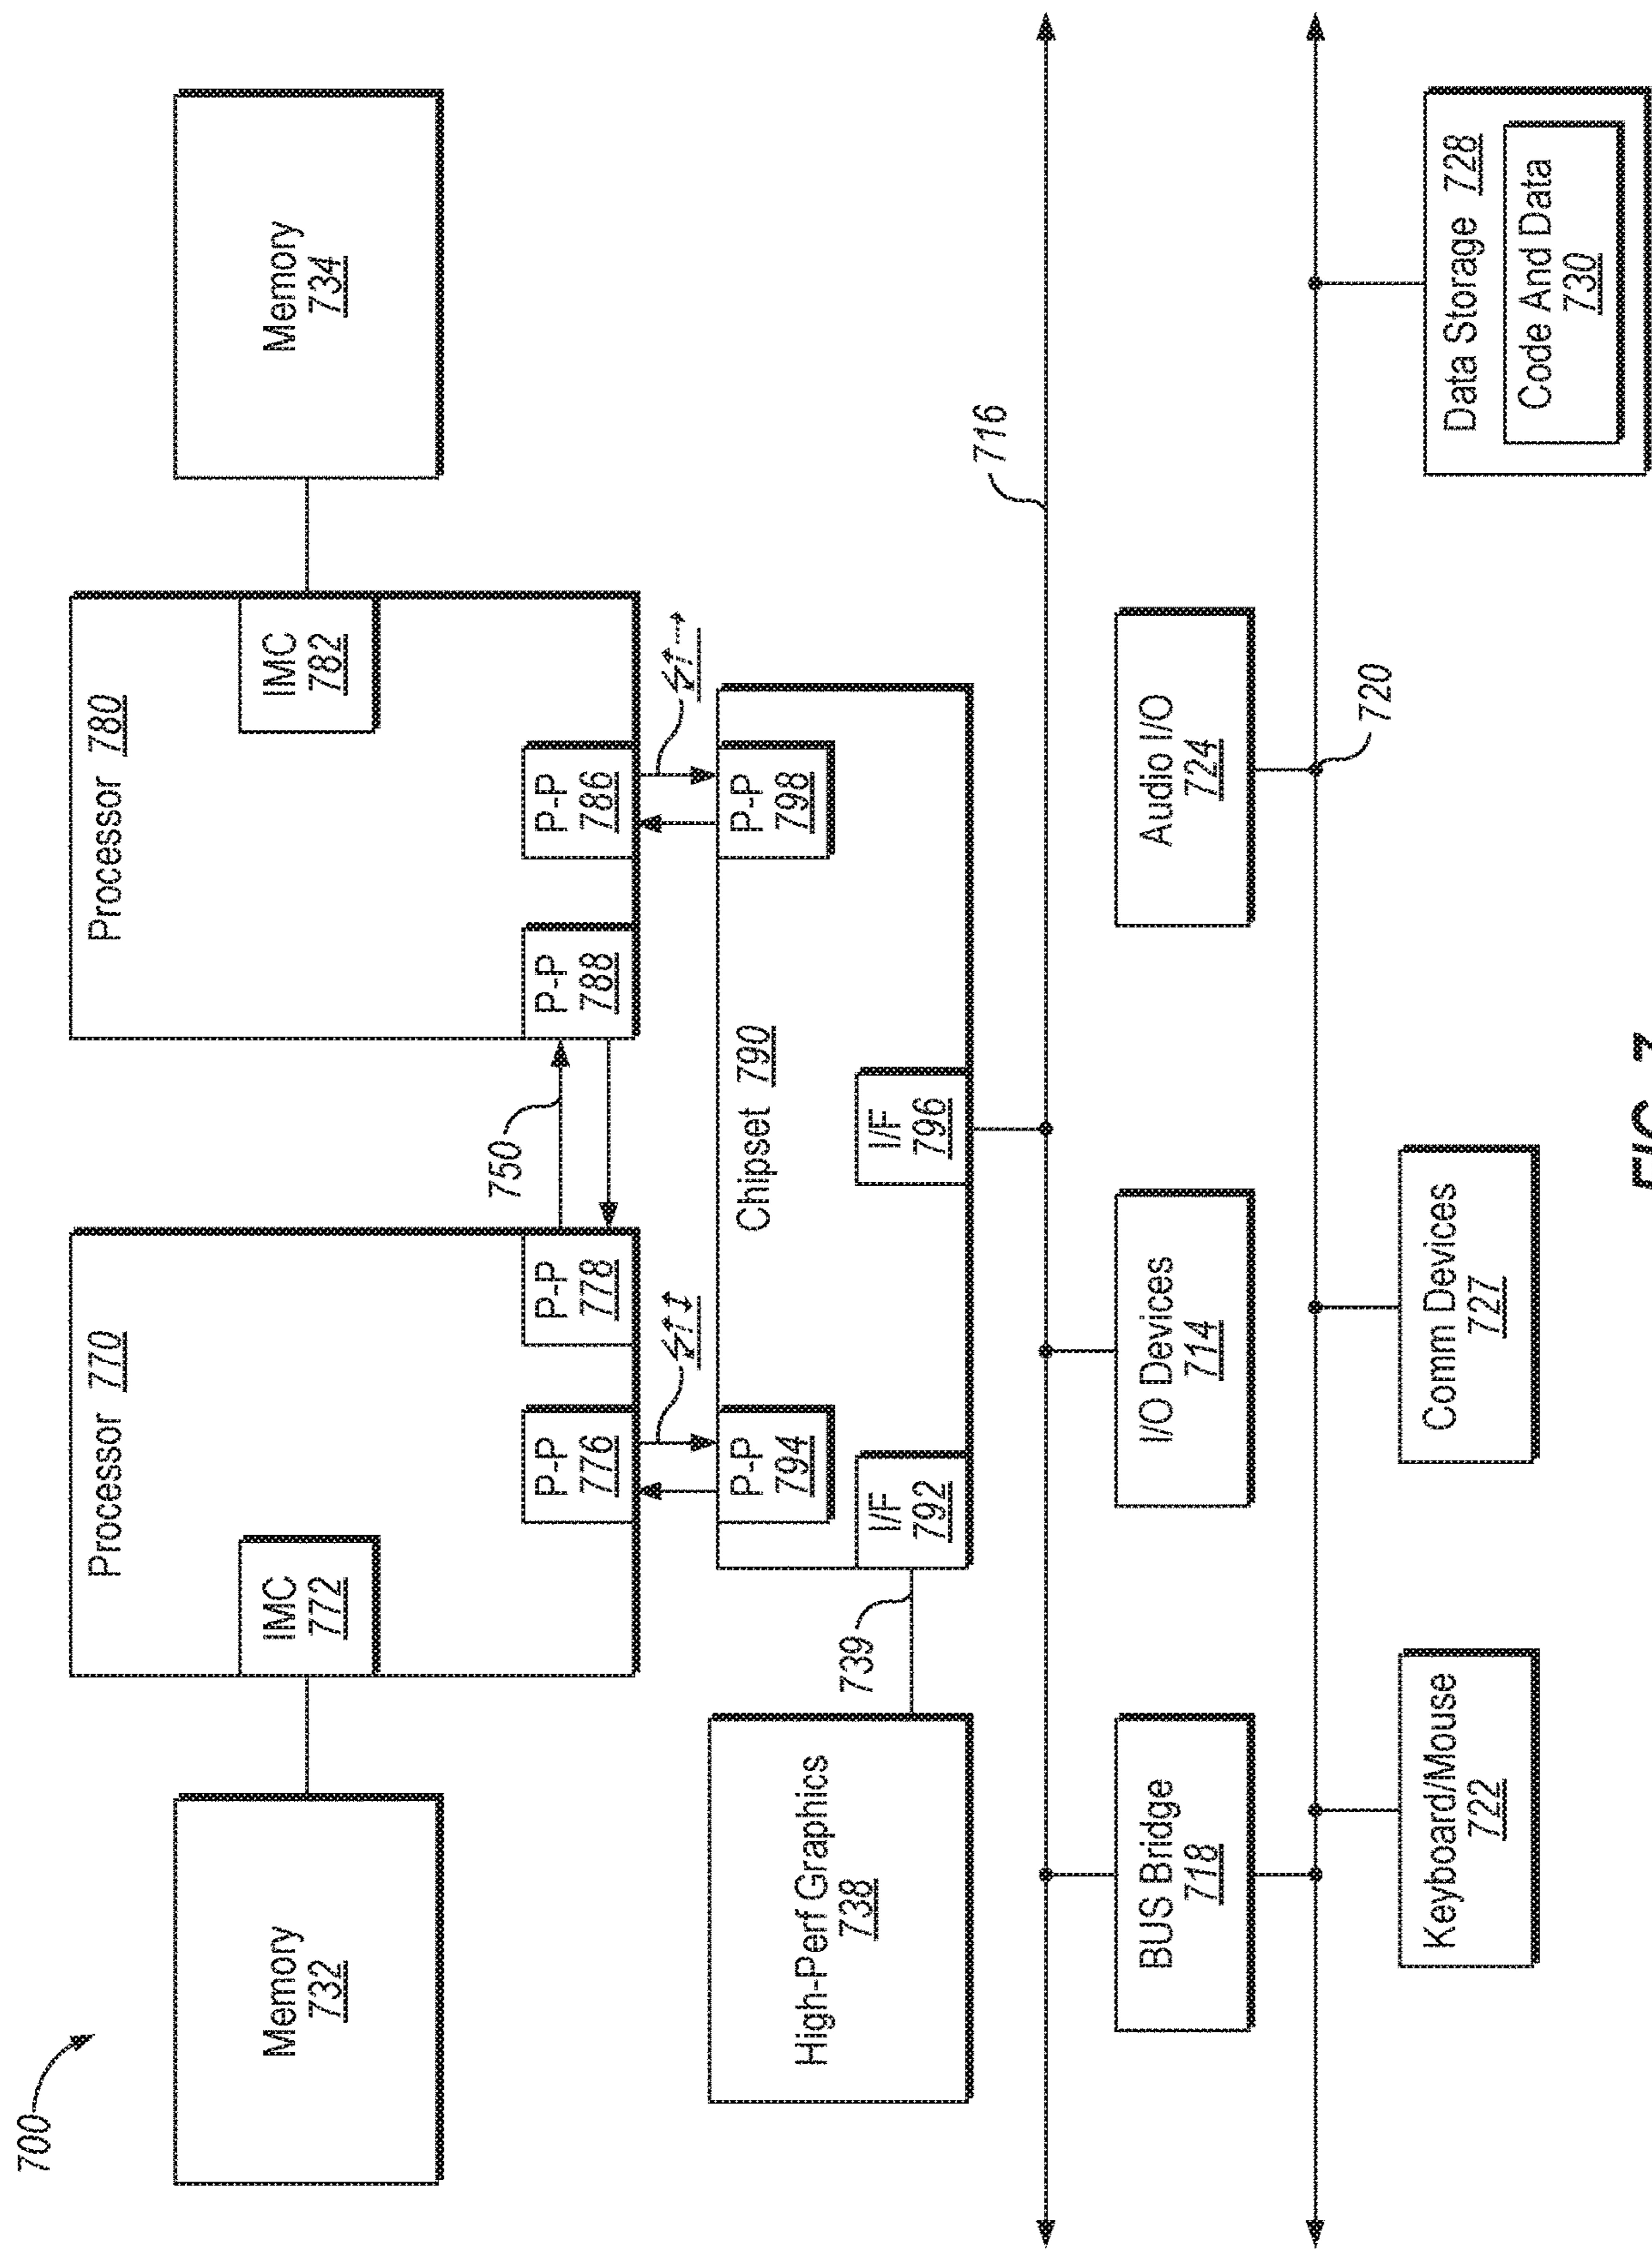 700
Memory
732
Processor 770
IMC
772
P-P
776
P-P
778
750
Processor 780
IMC
782
P-P
788
P-P
786
Memory
734
High-Perf Graphics
738
739
Chipset 790
P-P
794
P-P
798
I/F
792
I/F
796
716
BUS Bridge
718
I/O Devices
714
Audio I/O
724
720
Keyboard/Mouse
722
Comm Devices
727
Data Storage 728
Code And Data
730